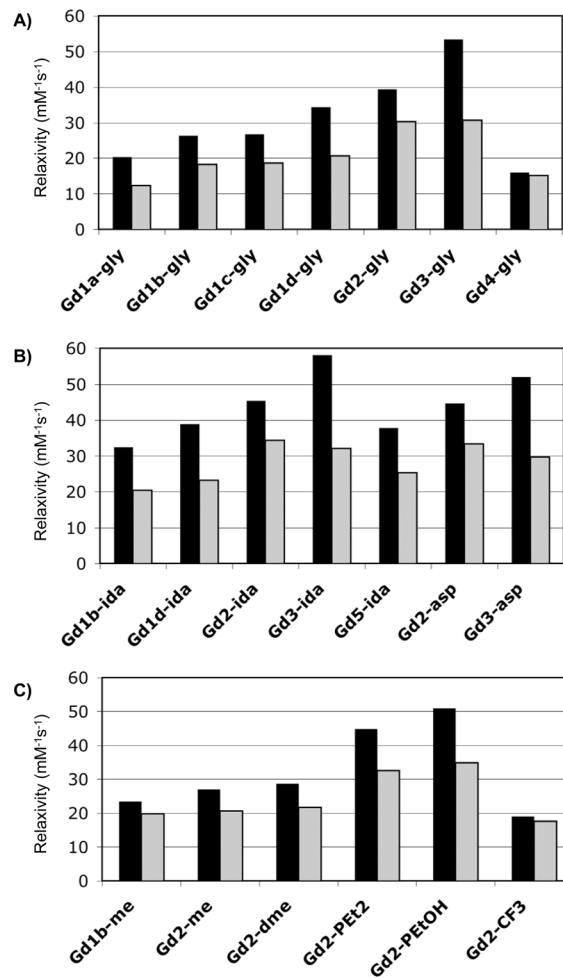 A)
Relaxivity (mM-1s-1)
60
50
40
30
20
10
0
Gd1a-gly
Gd1b-gly
Gd1c-gly
Gd1d-gly
Gd2-gly
Gd3-gly
Gd4-gly
B)
Relaxivity (mM-1s-1)
60
50
40
30
20
10
0
Gd1b-ida
Gd1d-ida
Gd2-ida
Gd3-ida
Gd5-ida
Gd2-asp
Gd3-asp
C)
Relaxivity (mM-1s-1)
60
50
40
30
20
10
0
Gd1b-me
Gd2-me
Gd2-dme
Gd2-PEt2
Gd2-PEtOH
Gd2-CF3